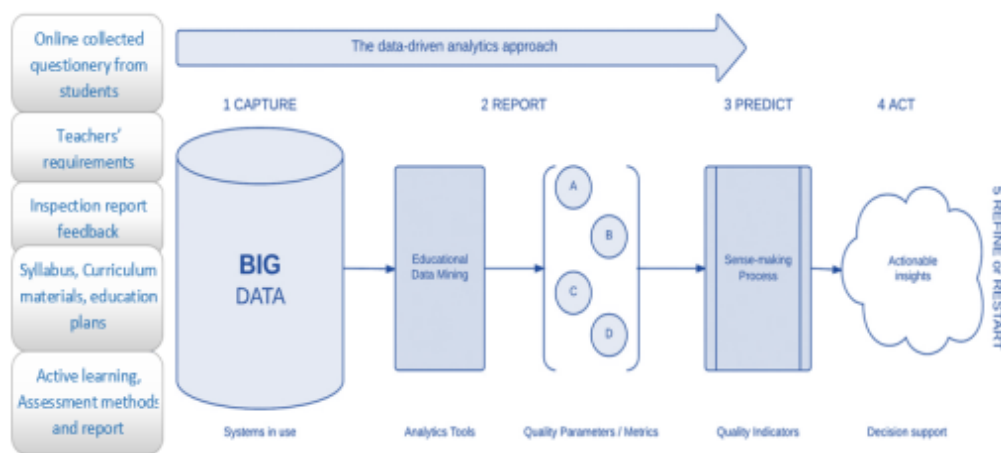 Online collected
questionery from
students
Teachers'
requirements
Inspection report
feedback
Syllabus, Curriculum
materials, education
plans
Active learning,
Assessment methods
and report
The data-driven analytics approach
1 CAPTURE
2 REPORT
3 PREDICT
4 ACT
BIG
DATA
Educational
Data Mining
A
B
C
D
Sense-making
Process
Actionable
insights
5 REFINE of RESTART
Systems in use
Analytics Tools
Quality Parameters / Metrics
Quality Indicators
Decision support